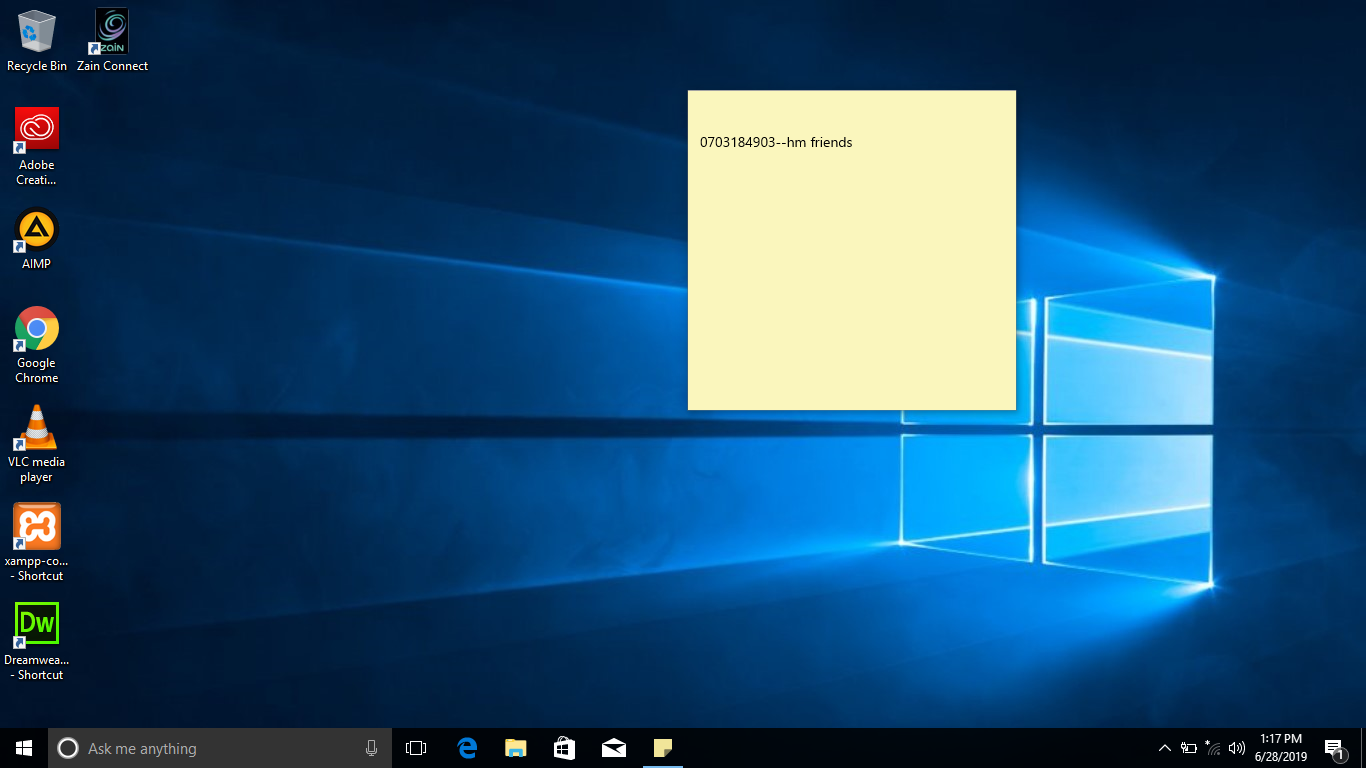 Recycle Bin
Zain Connect
ZAIN
Adobe
Creati...
AIMP
Google
Chrome
VLC media
player
xampp-co...
- Shortcut
Dw
Dreamwea...
- Shortcut
0703184903--hm friends
Ask me anything
1:17 PM
6/28/2019
1